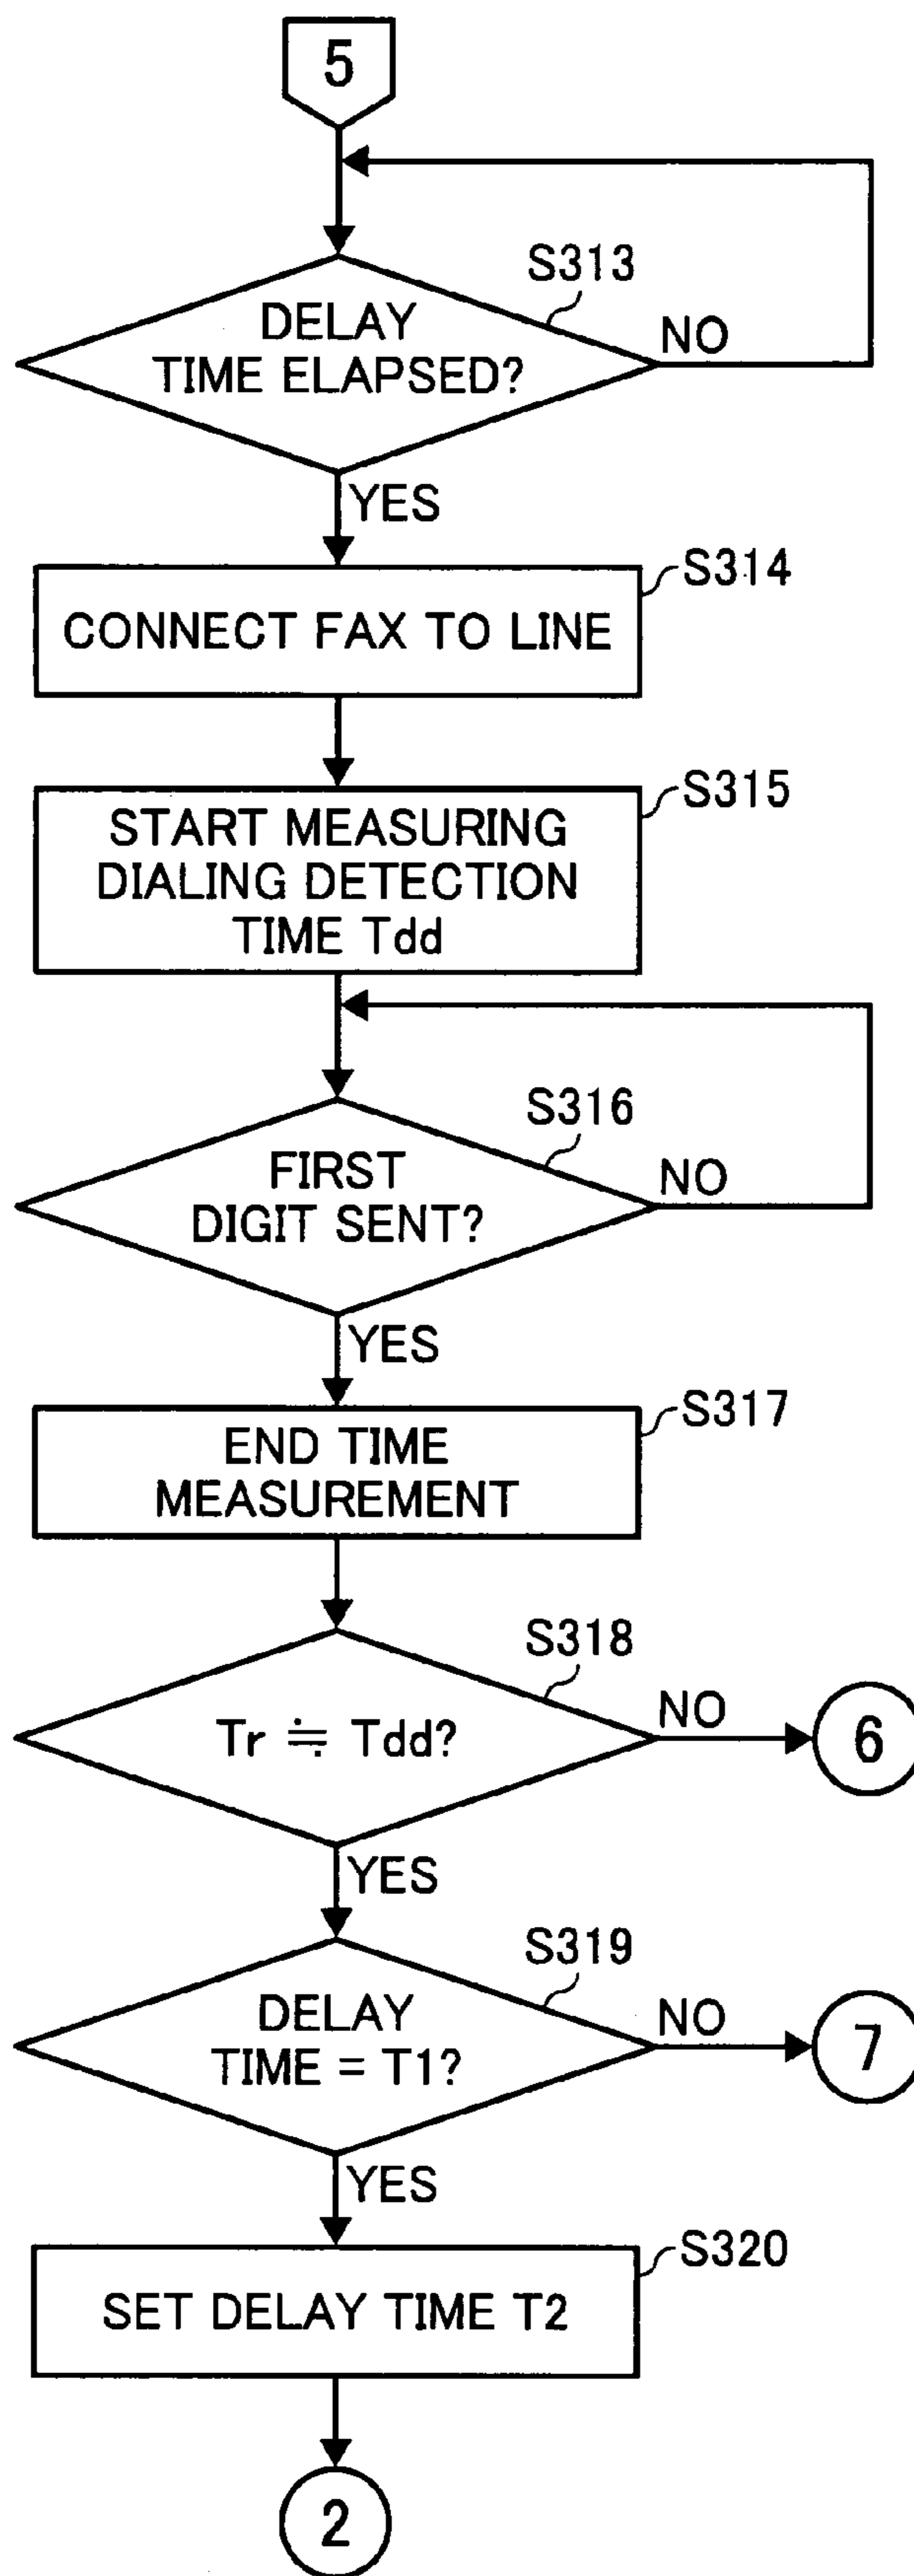 5
S313
DELAY
TIME ELAPSED?
NO
YES
S314
CONNECT FAX TO LINE
S315
START MEASURING
DIALING DETECTION
TIME Tdd
S316
FIRST
DIGIT SENT?
NO
YES
S317
END TIME
MEASUREMENT
S318
Tr ≒ Tdd?
NO
6
YES
S319
DELAY
TIME = T1?
NO
7
YES
S320
SET DELAY TIME T2
2